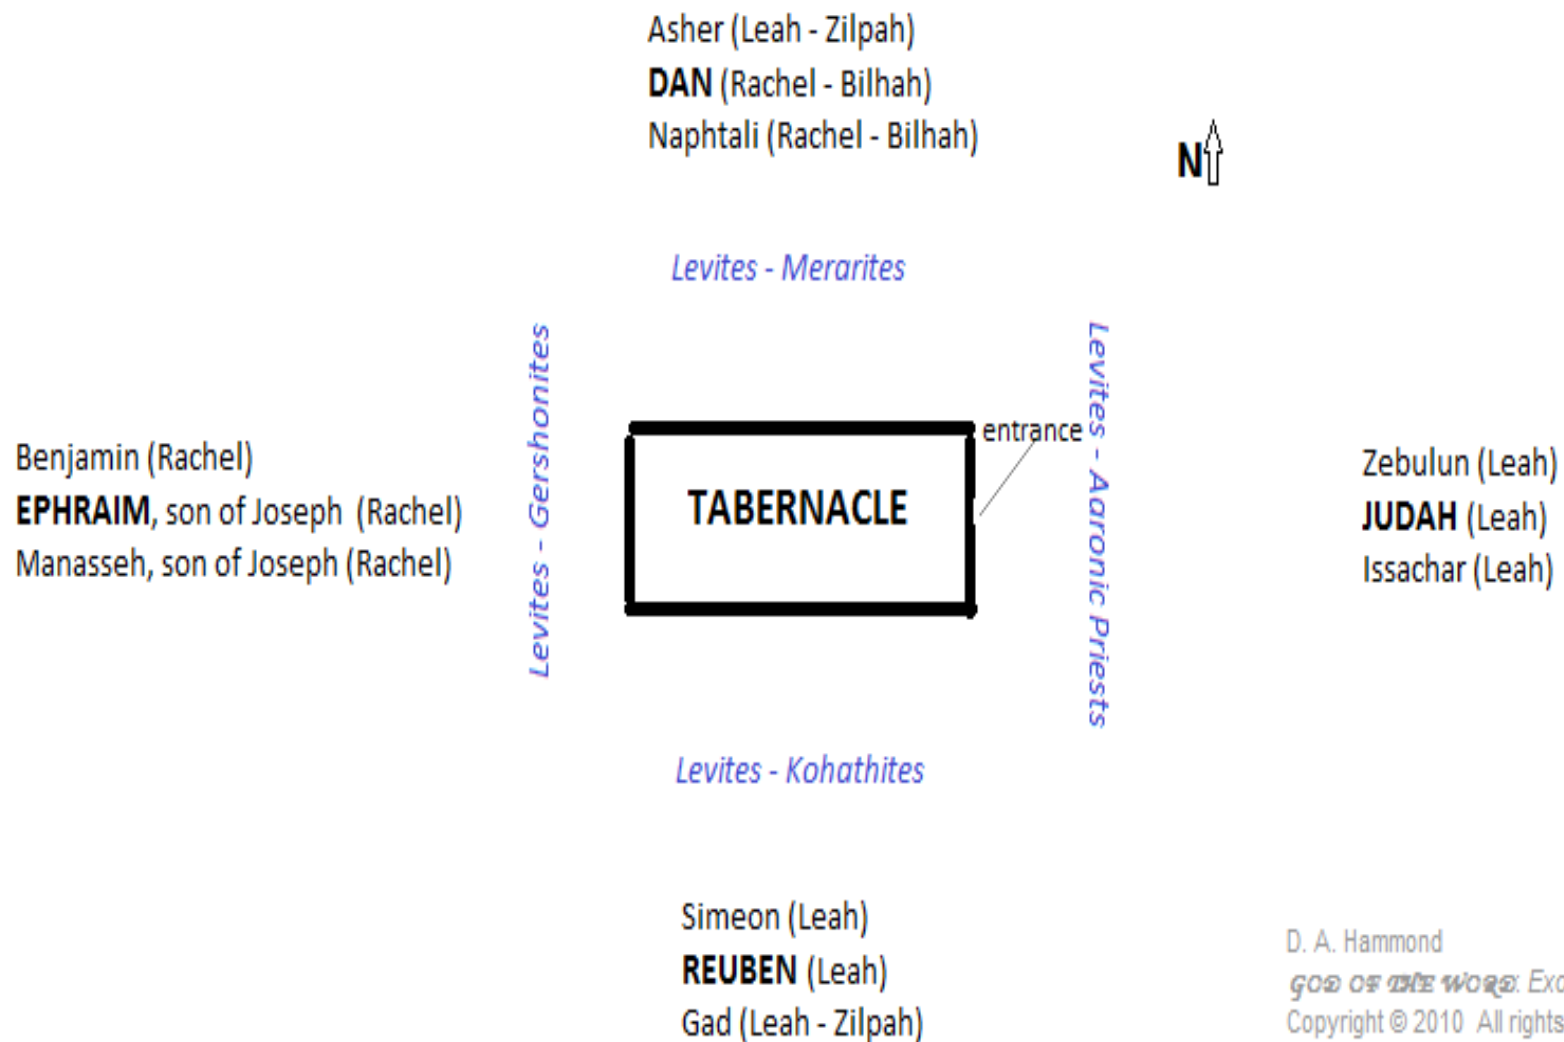 Asher (Leah - Zilpah)
DAN (Rachel - Bilhah)
Naphtali (Rachel - Bilhah)
N
Levites - Merarites
Levites - Gershonites
Levites - Aaronic Priests
entrance
TABERNACLE
Benjamin (Rachel)
EPHRAIM, son of Joseph (Rachel)
Manasseh, son of Joseph (Rachel)
Zebulun (Leah)
JUDAH (Leah)
Issachar (Leah)
Levites - Kohathites
Simeon (Leah)
REUBEN (Leah)
Gad (Leah - Zilpah)
D. A. Hammond
GOD OF THE WORD: Exo
Copyright © 2010 All rights